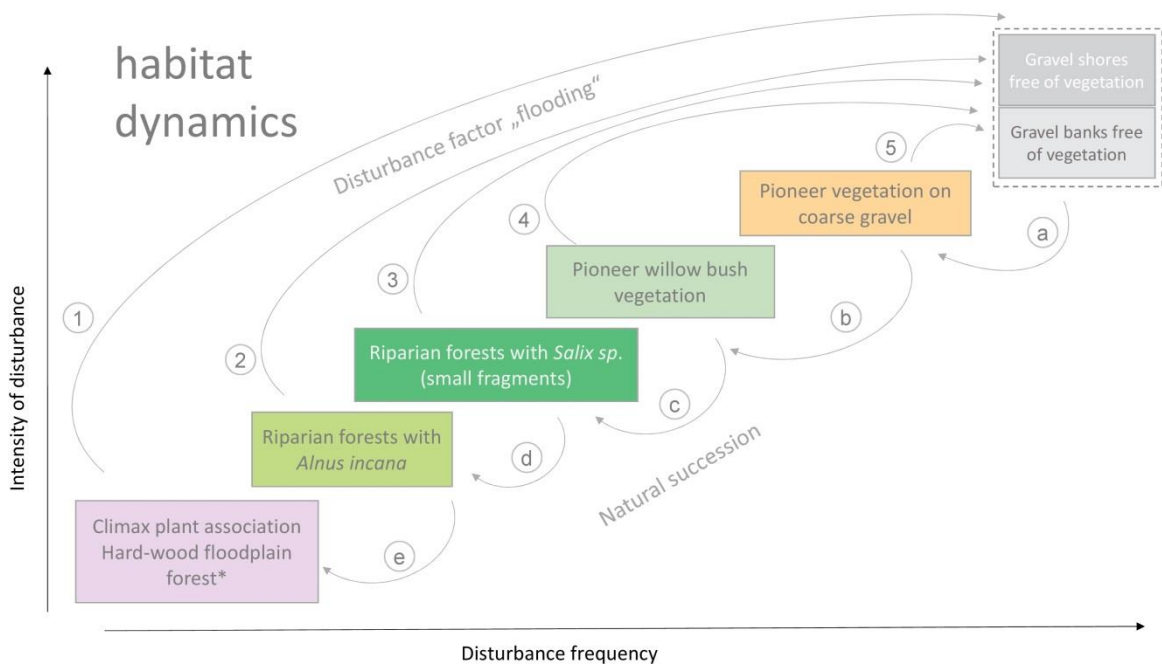 habitat
dynamics
Disturbance factor „flooding“
Gravel shores
free of vegetation
Gravel banks free
of vegetation
5
Pioneer vegetation on
coarse gravel
a
4
Pioneer willow bush
vegetation
3
b
1
2
Riparian forests with Salix sp.
(small fragments)
c
Riparian forests with
Alnus incana
d
Natural succession
Climax plant association
Hard-wood floodplain
forest*
e
Intensity of disturbance
Disturbance frequency